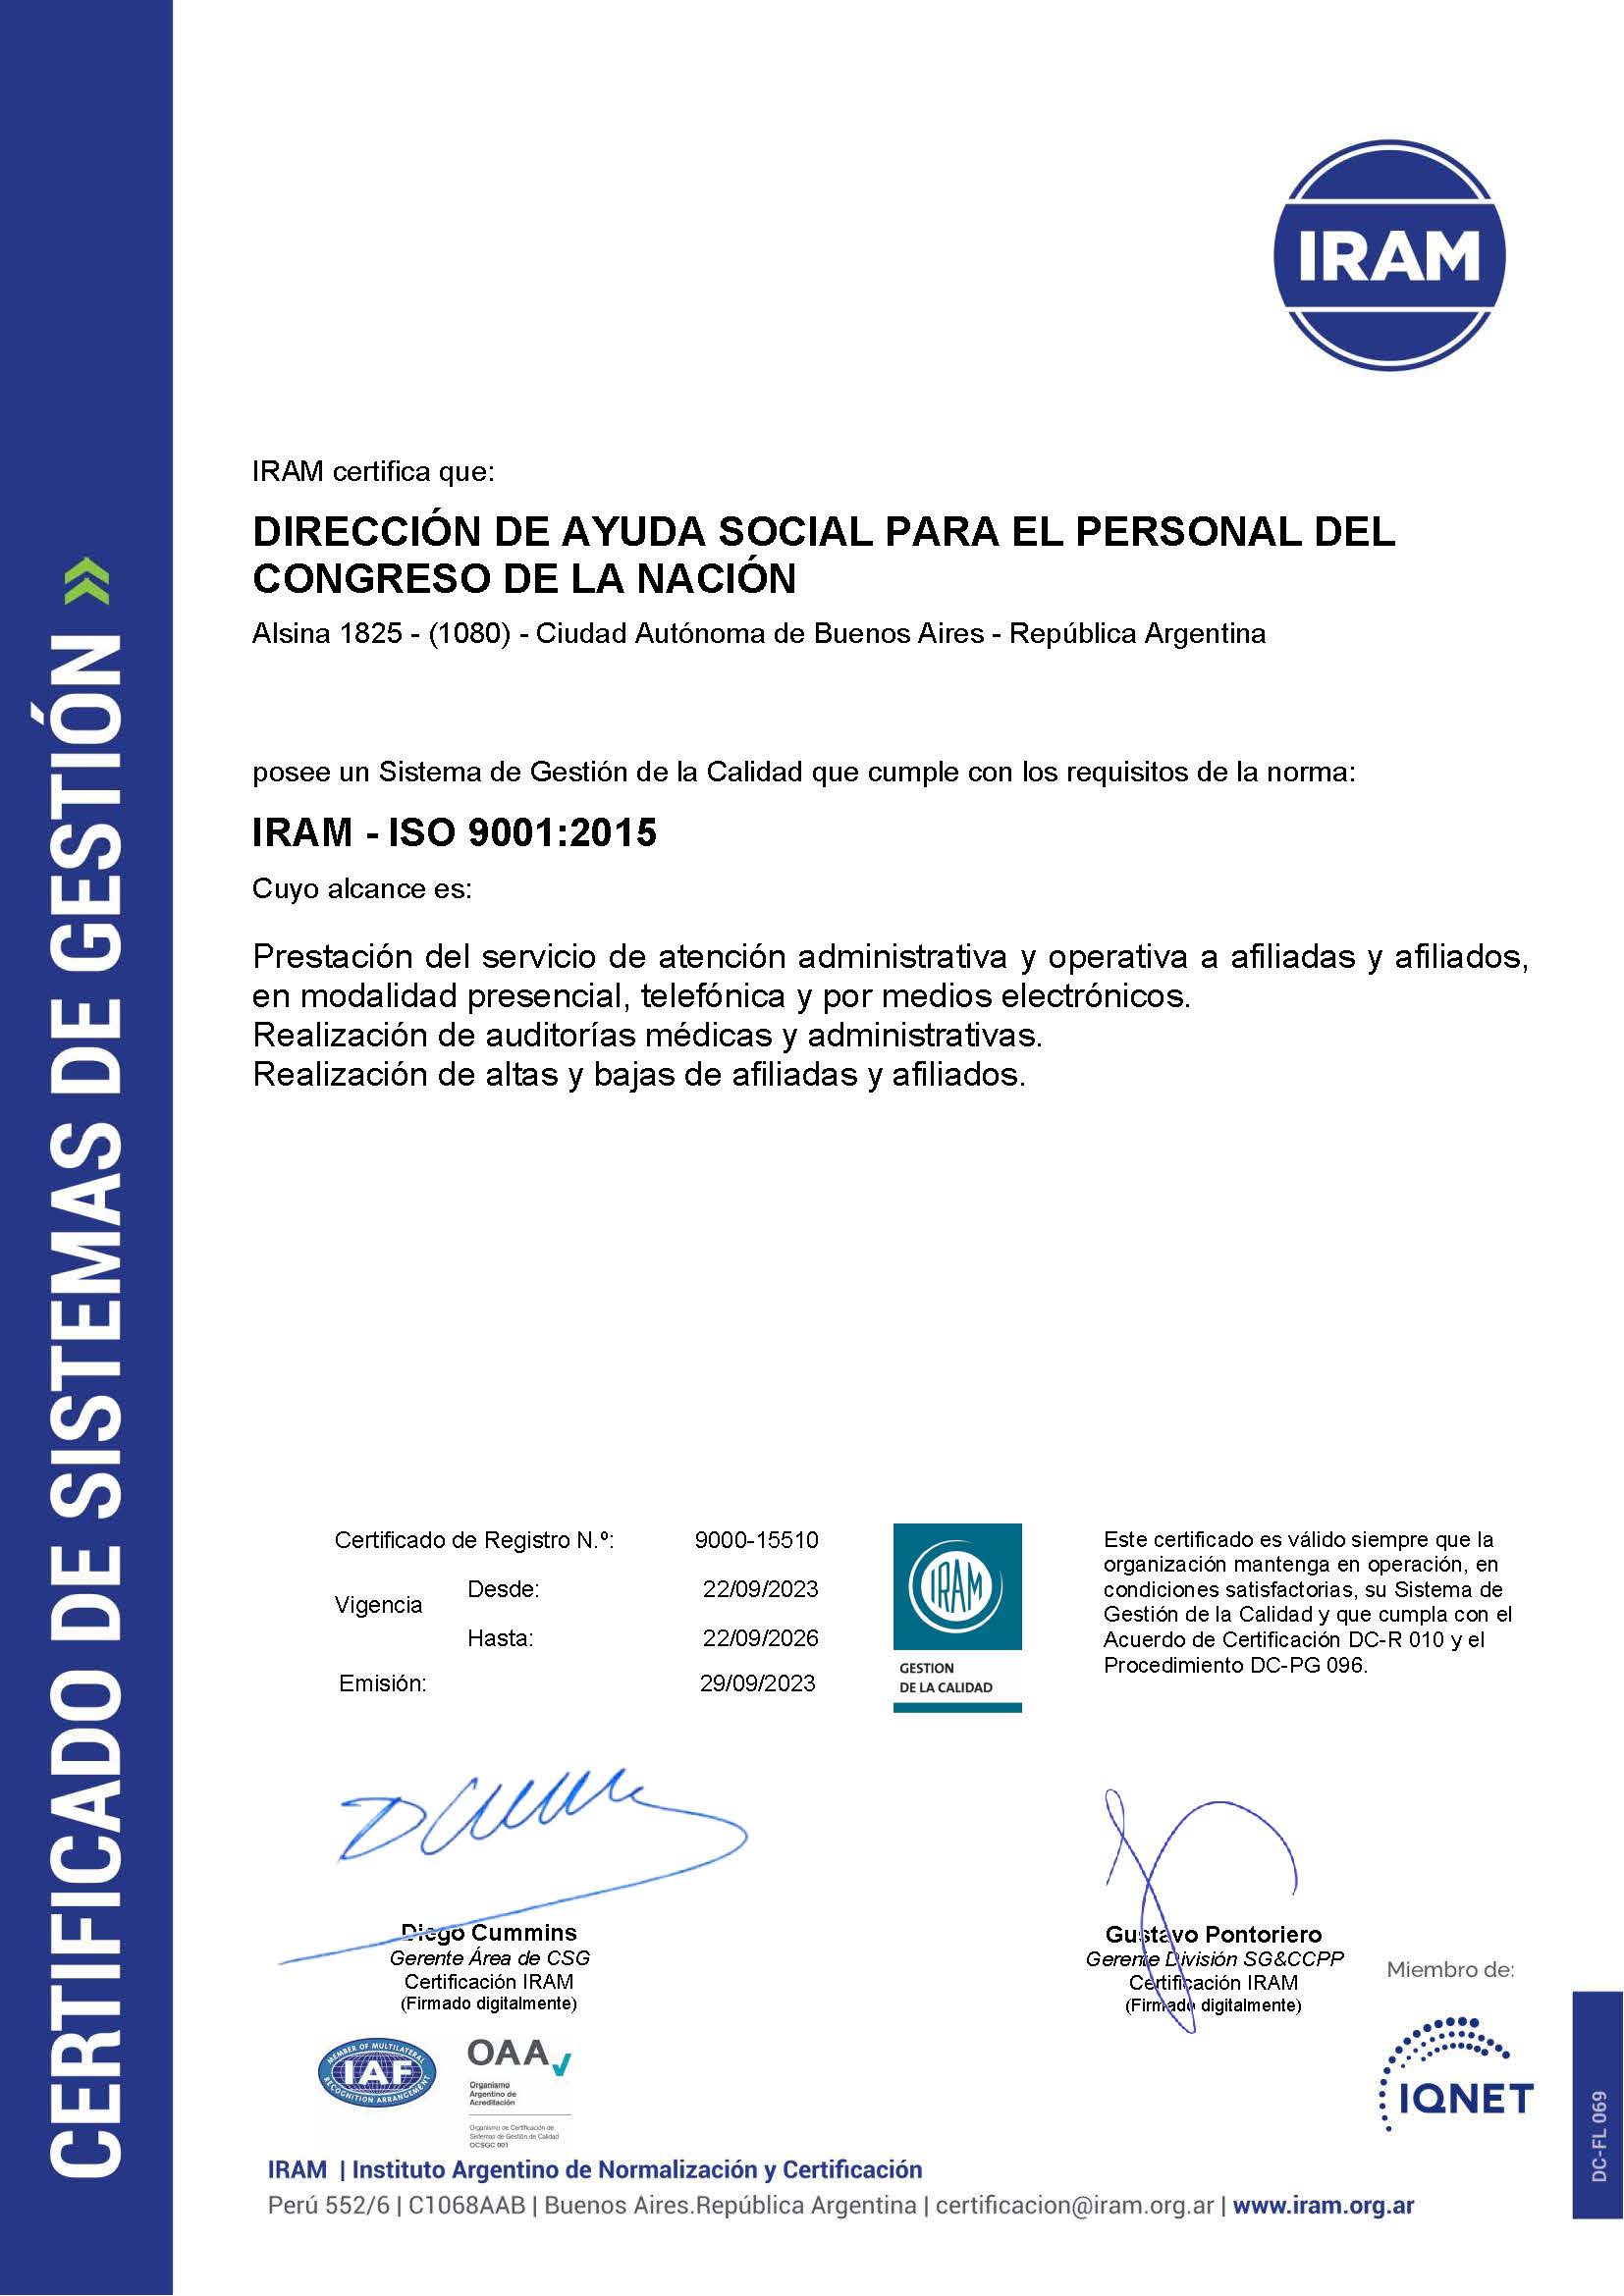 CERTIFICADO DE SISTEMAS DE GESTIÓN
IRAM
IRAM certifica que:
DIRECCIÓN DE AYUDA SOCIAL PARA EL PERSONAL DEL
CONGRESO DE LA NACIÓN
Alsina 1825 - (1080) - Ciudad Autónoma de Buenos Aires - República Argentina
posee un Sistema de Gestión de la Calidad que cumple con los requisitos de la norma:
IRAM - ISO 9001:2015
Cuyo alcance es:
Prestación del servicio de atención administrativa y operativa a afiliadas y afiliados,
en modalidad presencial, telefónica y por medios electrónicos.
Realización de auditorías médicas y administrativas.
Realización de altas y bajas de afiliadas y afiliados.
Certificado de Registro N.º: 9000-15510
Vigencia
Desde: 22/09/2023
Hasta: 22/09/2026
Emisión: 29/09/2023
IRAM
GESTION
DE LA CALIDAD
Este certificado es válido siempre que la
organización mantenga en operación, en
condiciones satisfactorias, su Sistema de
Gestión de la Calidad y que cumpla con el
Acuerdo de Certificación DC-R 010 y el
Procedimiento DC-PG 096.
Diego Cummins
Gerente Área de CSG
Certificación IRAM
(Firmado digitalmente)
Gustavo Pontoriero
Gerente División SG&CCPP
Certificación IRAM
(Firmado digitalmente)
Miembro de:
IQNET
MEMBER OF MULTILATERAL
IAF
RECOGNITION ARRANGEMENT
OAA
Organismo
Argentino de
Acreditación
Organismo de Certificación de
Sistemas de Gestión de Calidad
OCSGC 001
IRAM | Instituto Argentino de Normalización y Certificación
Perú 552/6 | C1068AAB | Buenos Aires.República Argentina | certificacion@iram.org.ar | www.iram.org.ar
DC-FL 069